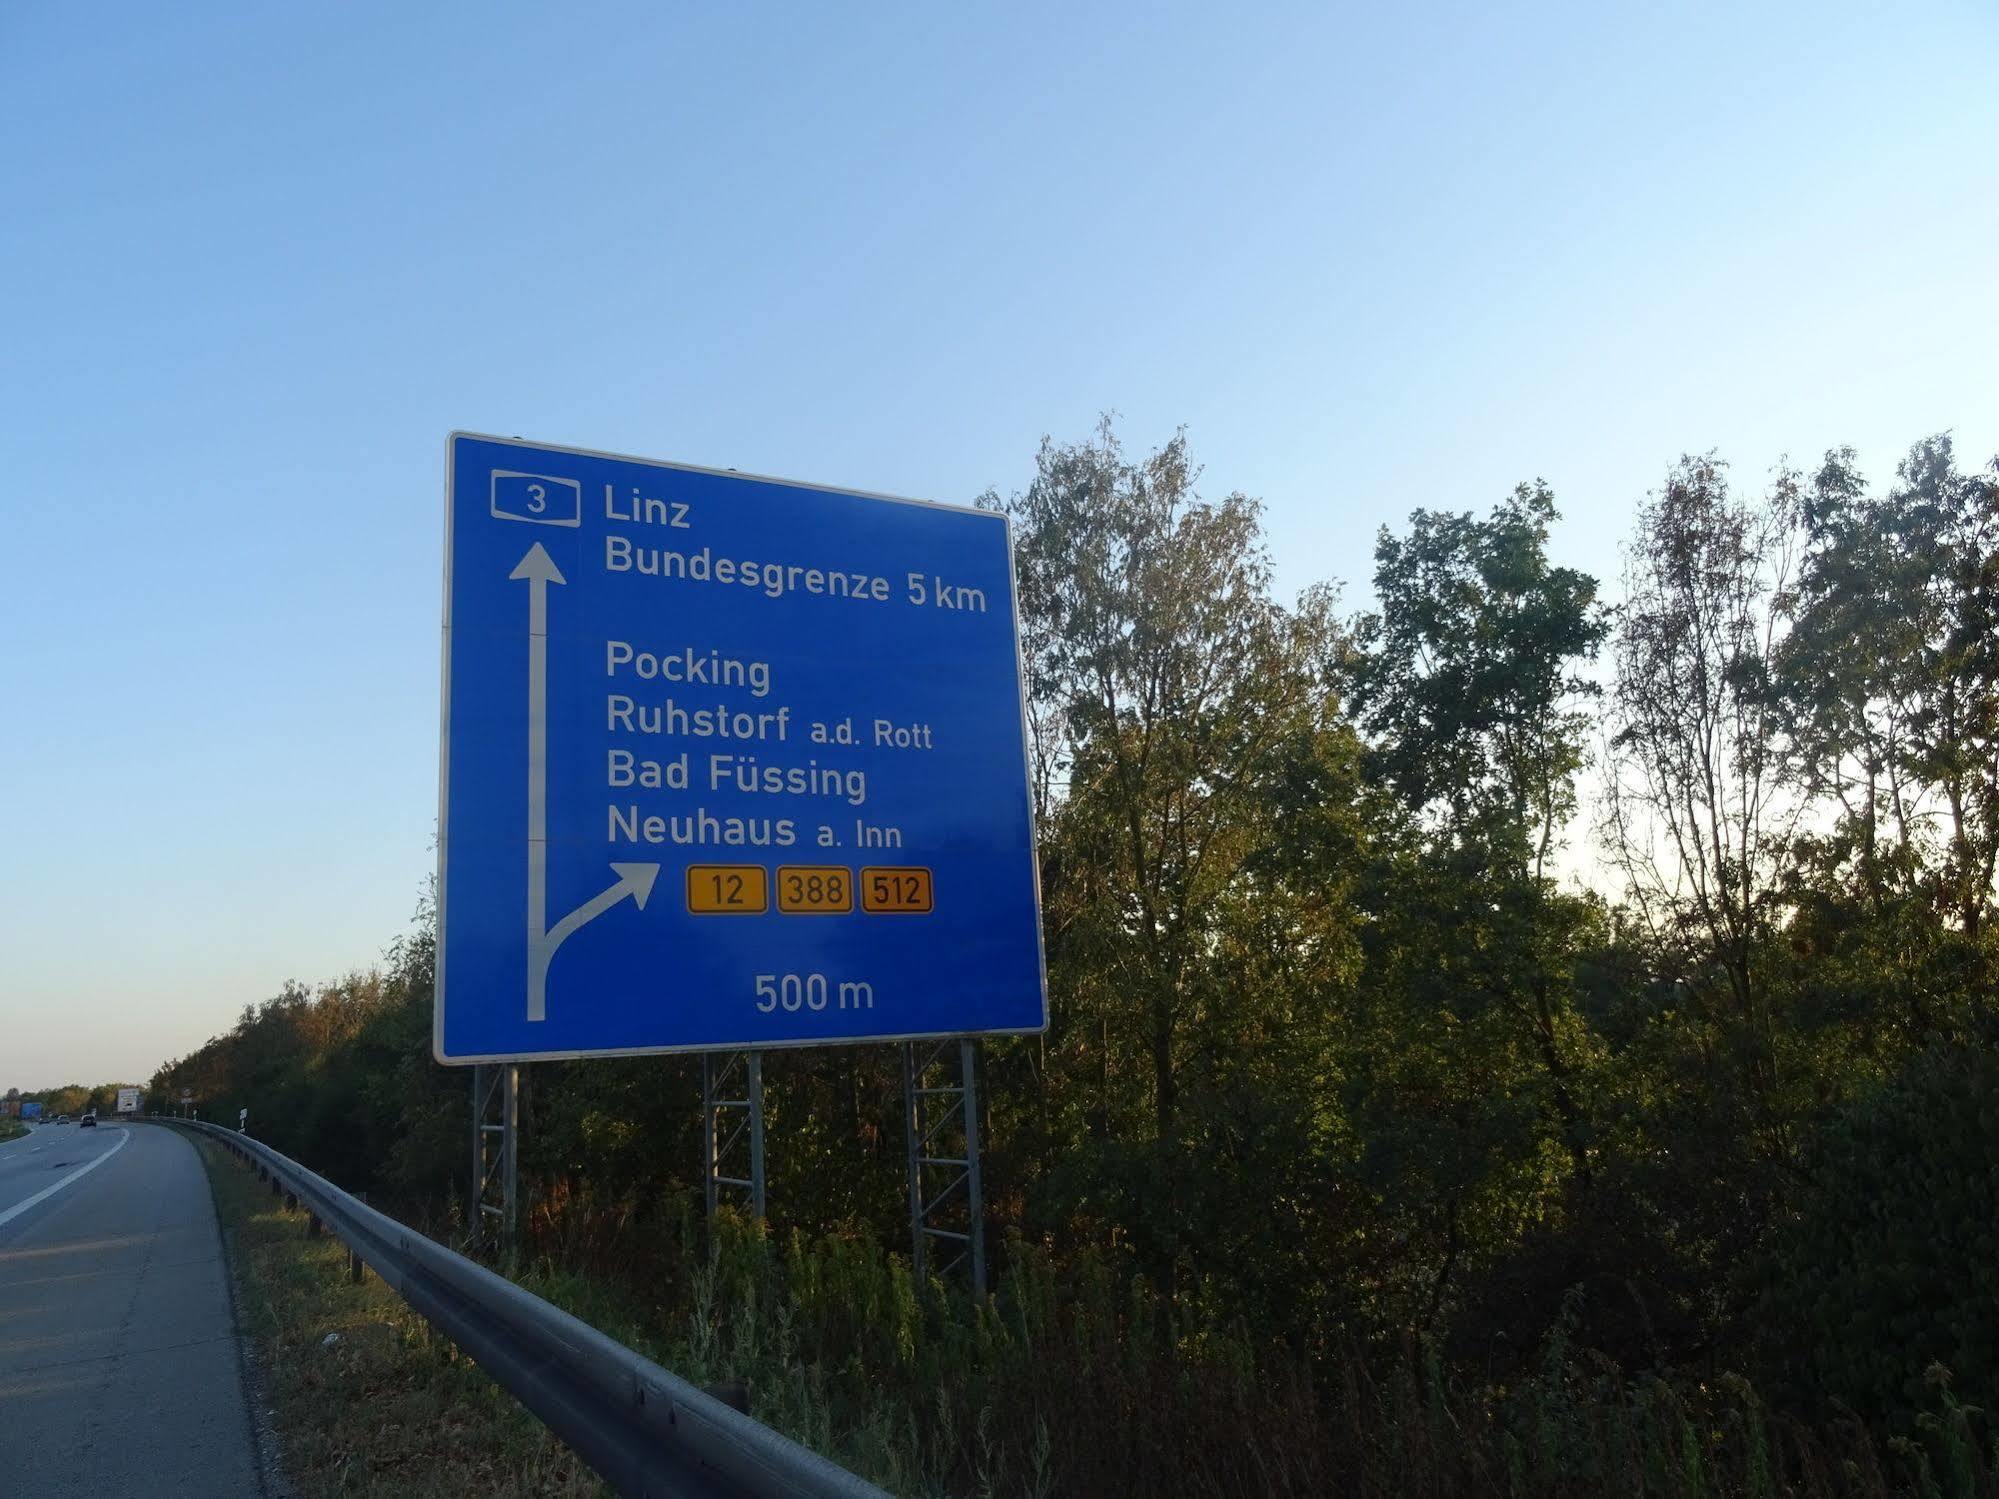 3 Linz
Bundesgrenze 5 km
Pocking
Ruhstorf a.d. Rott
Bad Füssing
Neuhaus a. Inn
12 388 512
500 m